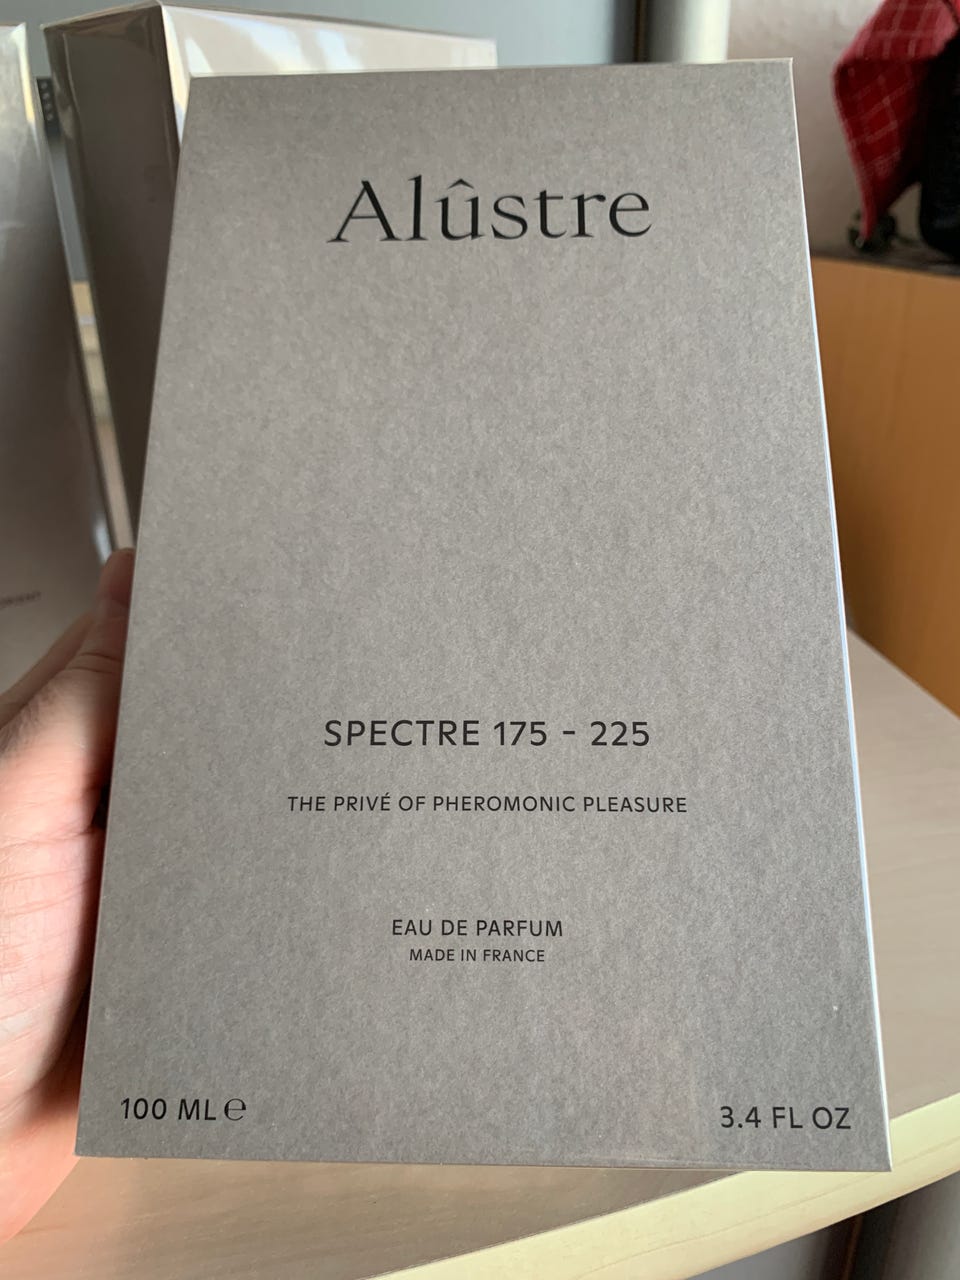 Alûstre
SPECTRE 175 - 225
THE PRIVÉ OF PHEROMONIC PLEASURE
EAU DE PARFUM
MADE IN FRANCE
100 ML ℮
3.4 FL OZ